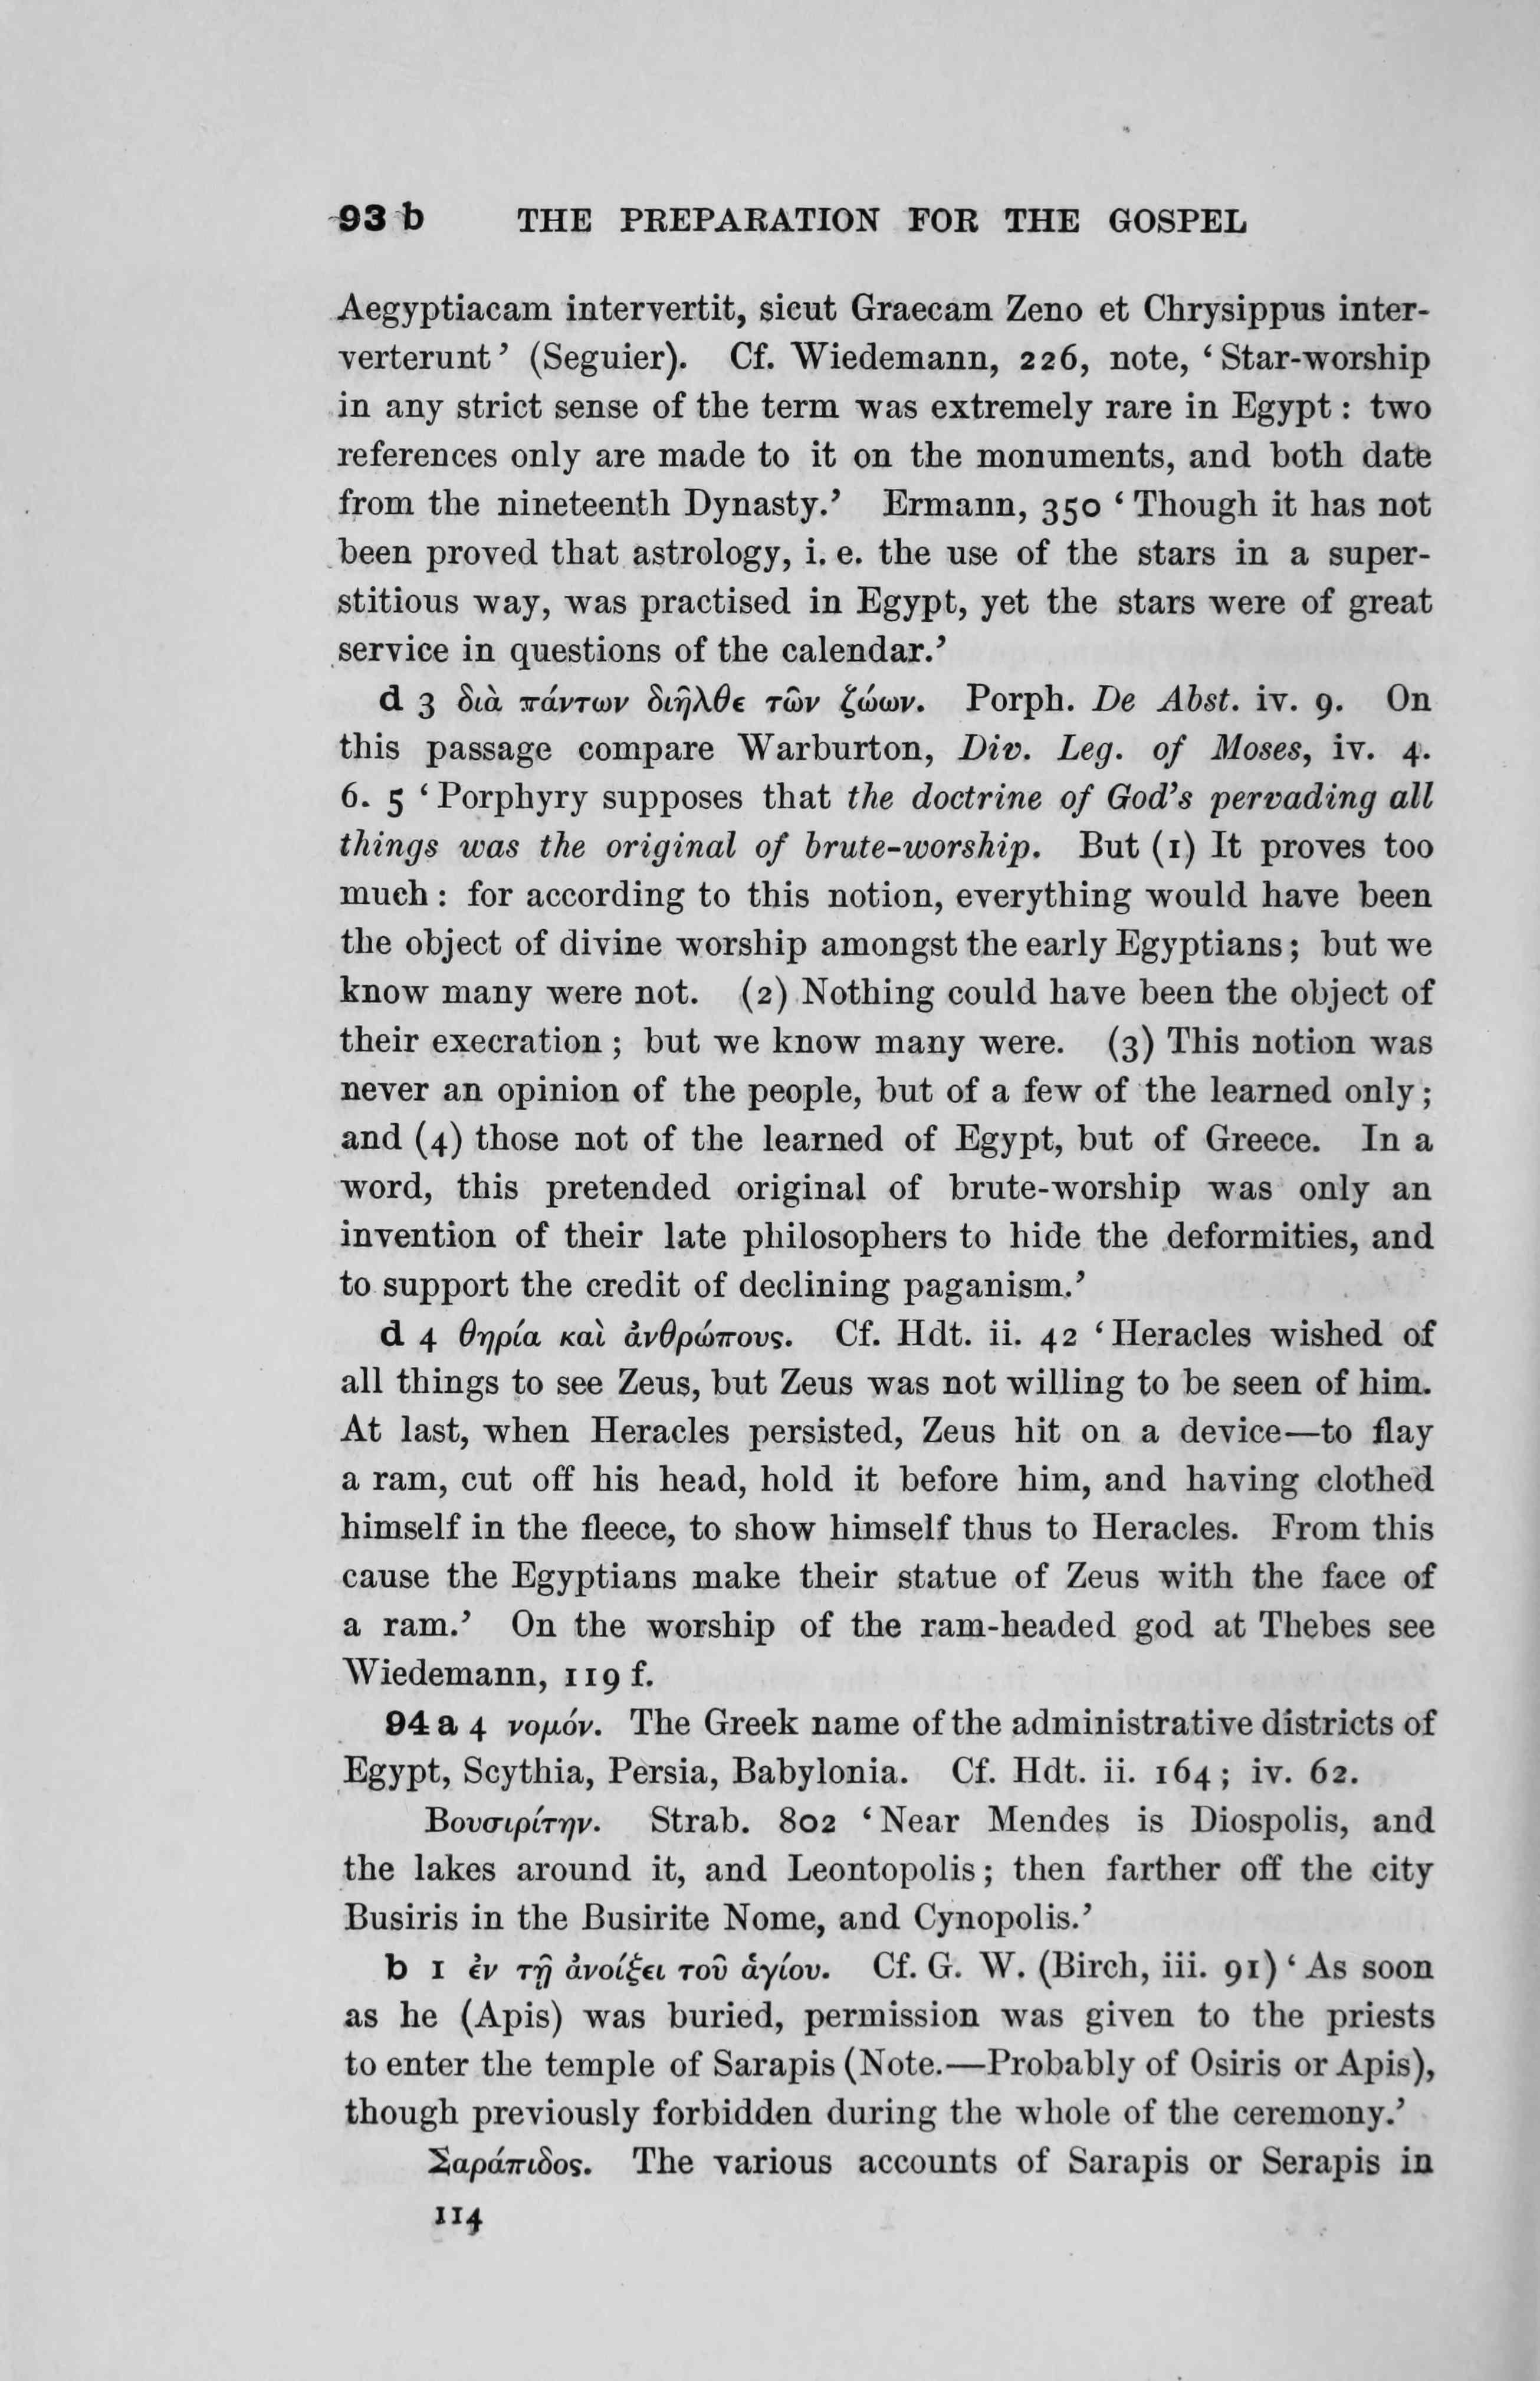 93 b THE PREPARATION FOR THE GOSPEL
Aegyptiacam intervertit, sicut Graecam Zeno et Chrysippus inter-
verterunt’ (Seguier). Cf. Wiedemann, 226, note, ‘Star-worship
in any strict sense of the term was extremely rare in Egypt: two
references only are made to it on the monuments, and both date
from the nineteenth Dynasty.’ Ermann, 350 ‘Though it has not
been proved that astrology, i. e. the use of the stars in a super-
stitious way, was practised in Egypt, yet the stars were of great
service in questions of the calendar.’
d 3 διὰ πάντων διῆλθε τῶν ζώων. Porph. De Abst. iv. 9. On
this passage compare Warburton, Div. Leg. of Moses, iv. 4.
6. 5 ‘Porphyry supposes that the doctrine of God’s pervading all
things was the original of brute-worship. But (1) It proves too
much: for according to this notion, everything would have been
the object of divine worship amongst the early Egyptians; but we
know many were not. (2) Nothing could have been the object of
their execration; but we know many were. (3) This notion was
never an opinion of the people, but of a few of the learned only;
and (4) those not of the learned of Egypt, but of Greece. In a
word, this pretended original of brute-worship was only an
invention of their late philosophers to hide the deformities, and
to support the credit of declining paganism.’
d 4 θηρία καὶ ἀνθρώπους. Cf. Hdt. ii. 42 ‘Heracles wished of
all things to see Zeus, but Zeus was not willing to be seen of him.
At last, when Heracles persisted, Zeus hit on a device—to flay
a ram, cut off his head, hold it before him, and having clothed
himself in the fleece, to show himself thus to Heracles. From this
cause the Egyptians make their statue of Zeus with the face of
a ram.’ On the worship of the ram-headed god at Thebes see
Wiedemann, 119 f.
94 a 4 νομόν. The Greek name of the administrative districts of
Egypt, Scythia, Persia, Babylonia. Cf. Hdt. ii. 164; iv. 62.
Βουσιρίτην. Strab. 802 ‘Near Mendes is Diospolis, and
the lakes around it, and Leontopolis; then farther off the city
Busiris in the Busirite Nome, and Cynopolis.’
b 1 ἐν τῇ ἀνοίξει τοῦ ἁγίου. Cf. G. W. (Birch, iii. 91) ‘As soon
as he (Apis) was buried, permission was given to the priests
to enter the temple of Sarapis (Note.—Probably of Osiris or Apis),
though previously forbidden during the whole of the ceremony.’
Σαράπιδος. The various accounts of Sarapis or Serapis in
114